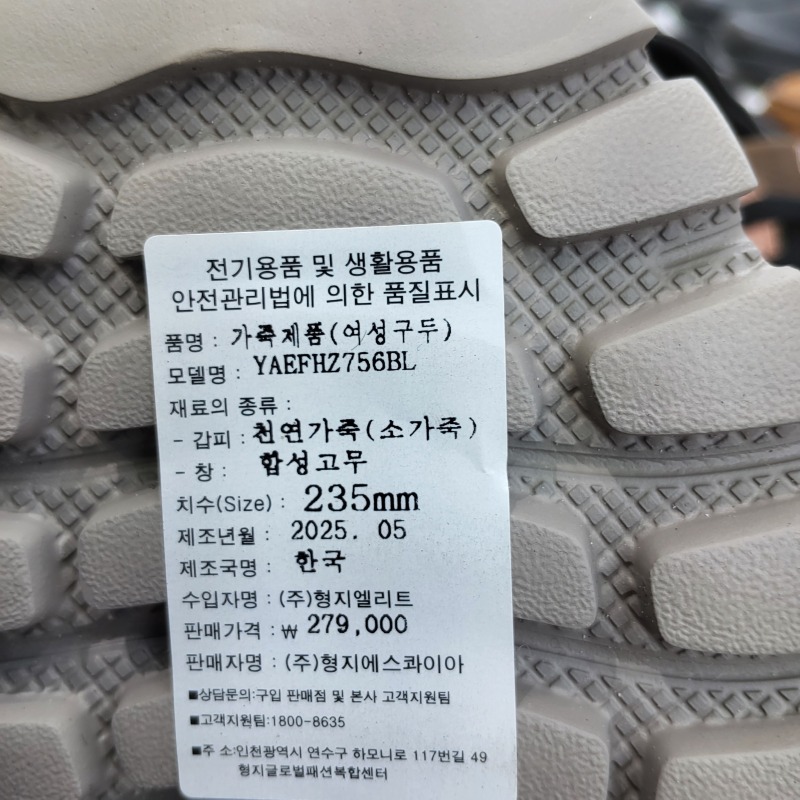 전기용품 및 생활용품
안전관리법에 의한 품질표시
품명 : 가죽제품(여성구두)
모델명 : YAEFHZ756BL
재료의 종류 :
- 갑피 : 천연가죽(소가죽)
- 창 : 합성고무
치수(Size) : 235mm
제조년월 : 2025. 05
제조국명 : 한국
수입자명 : (주)형지엘리트
판매가격 : ₩ 279,000
판매자명 : (주)형지에스콰이아
■상담문의:구입 판매점 및 본사 고객지원팀
■고객지원팀:1800-8635
■주 소:인천광역시 연수구 하모니로 117번길 49
형지글로벌패션복합센터